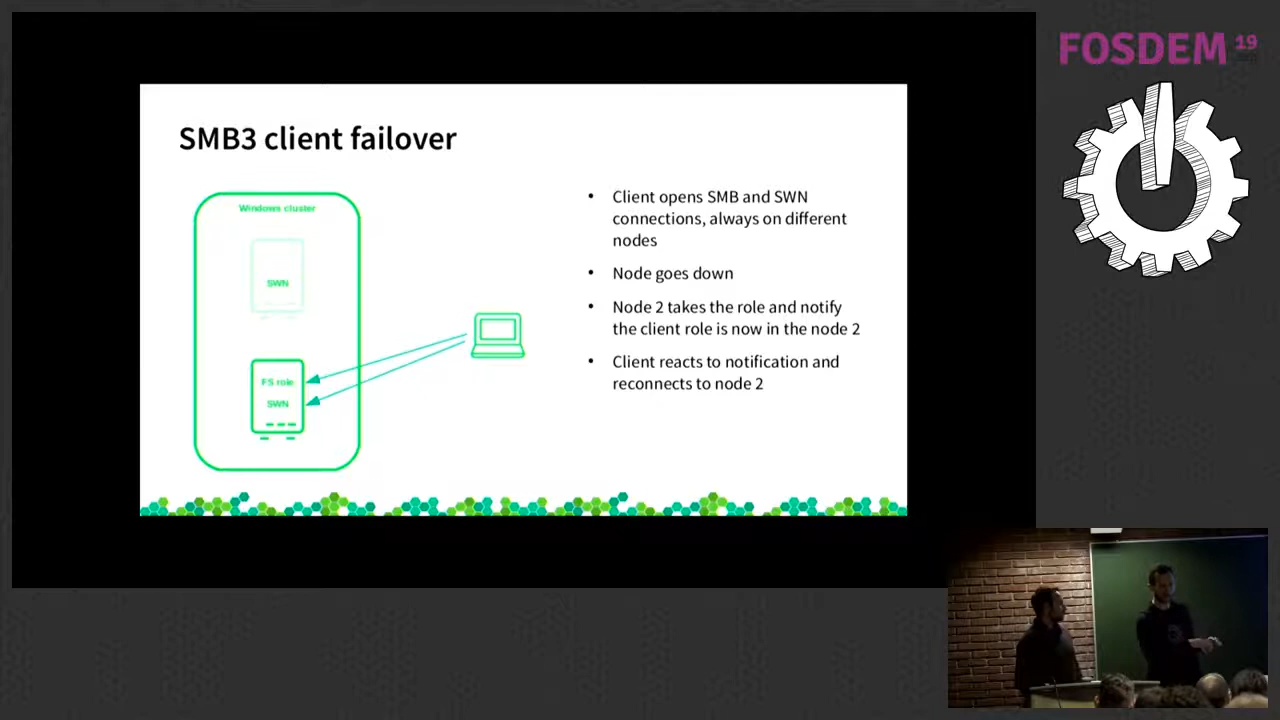 FOSDEM 19
SMB3 client failover
Windows cluster
SWN
FS role
SWN
• Client opens SMB and SWN
connections, always on different
nodes
• Node goes down
• Node 2 takes the role and notify
the client role is now in the node 2
• Client reacts to notification and
reconnects to node 2